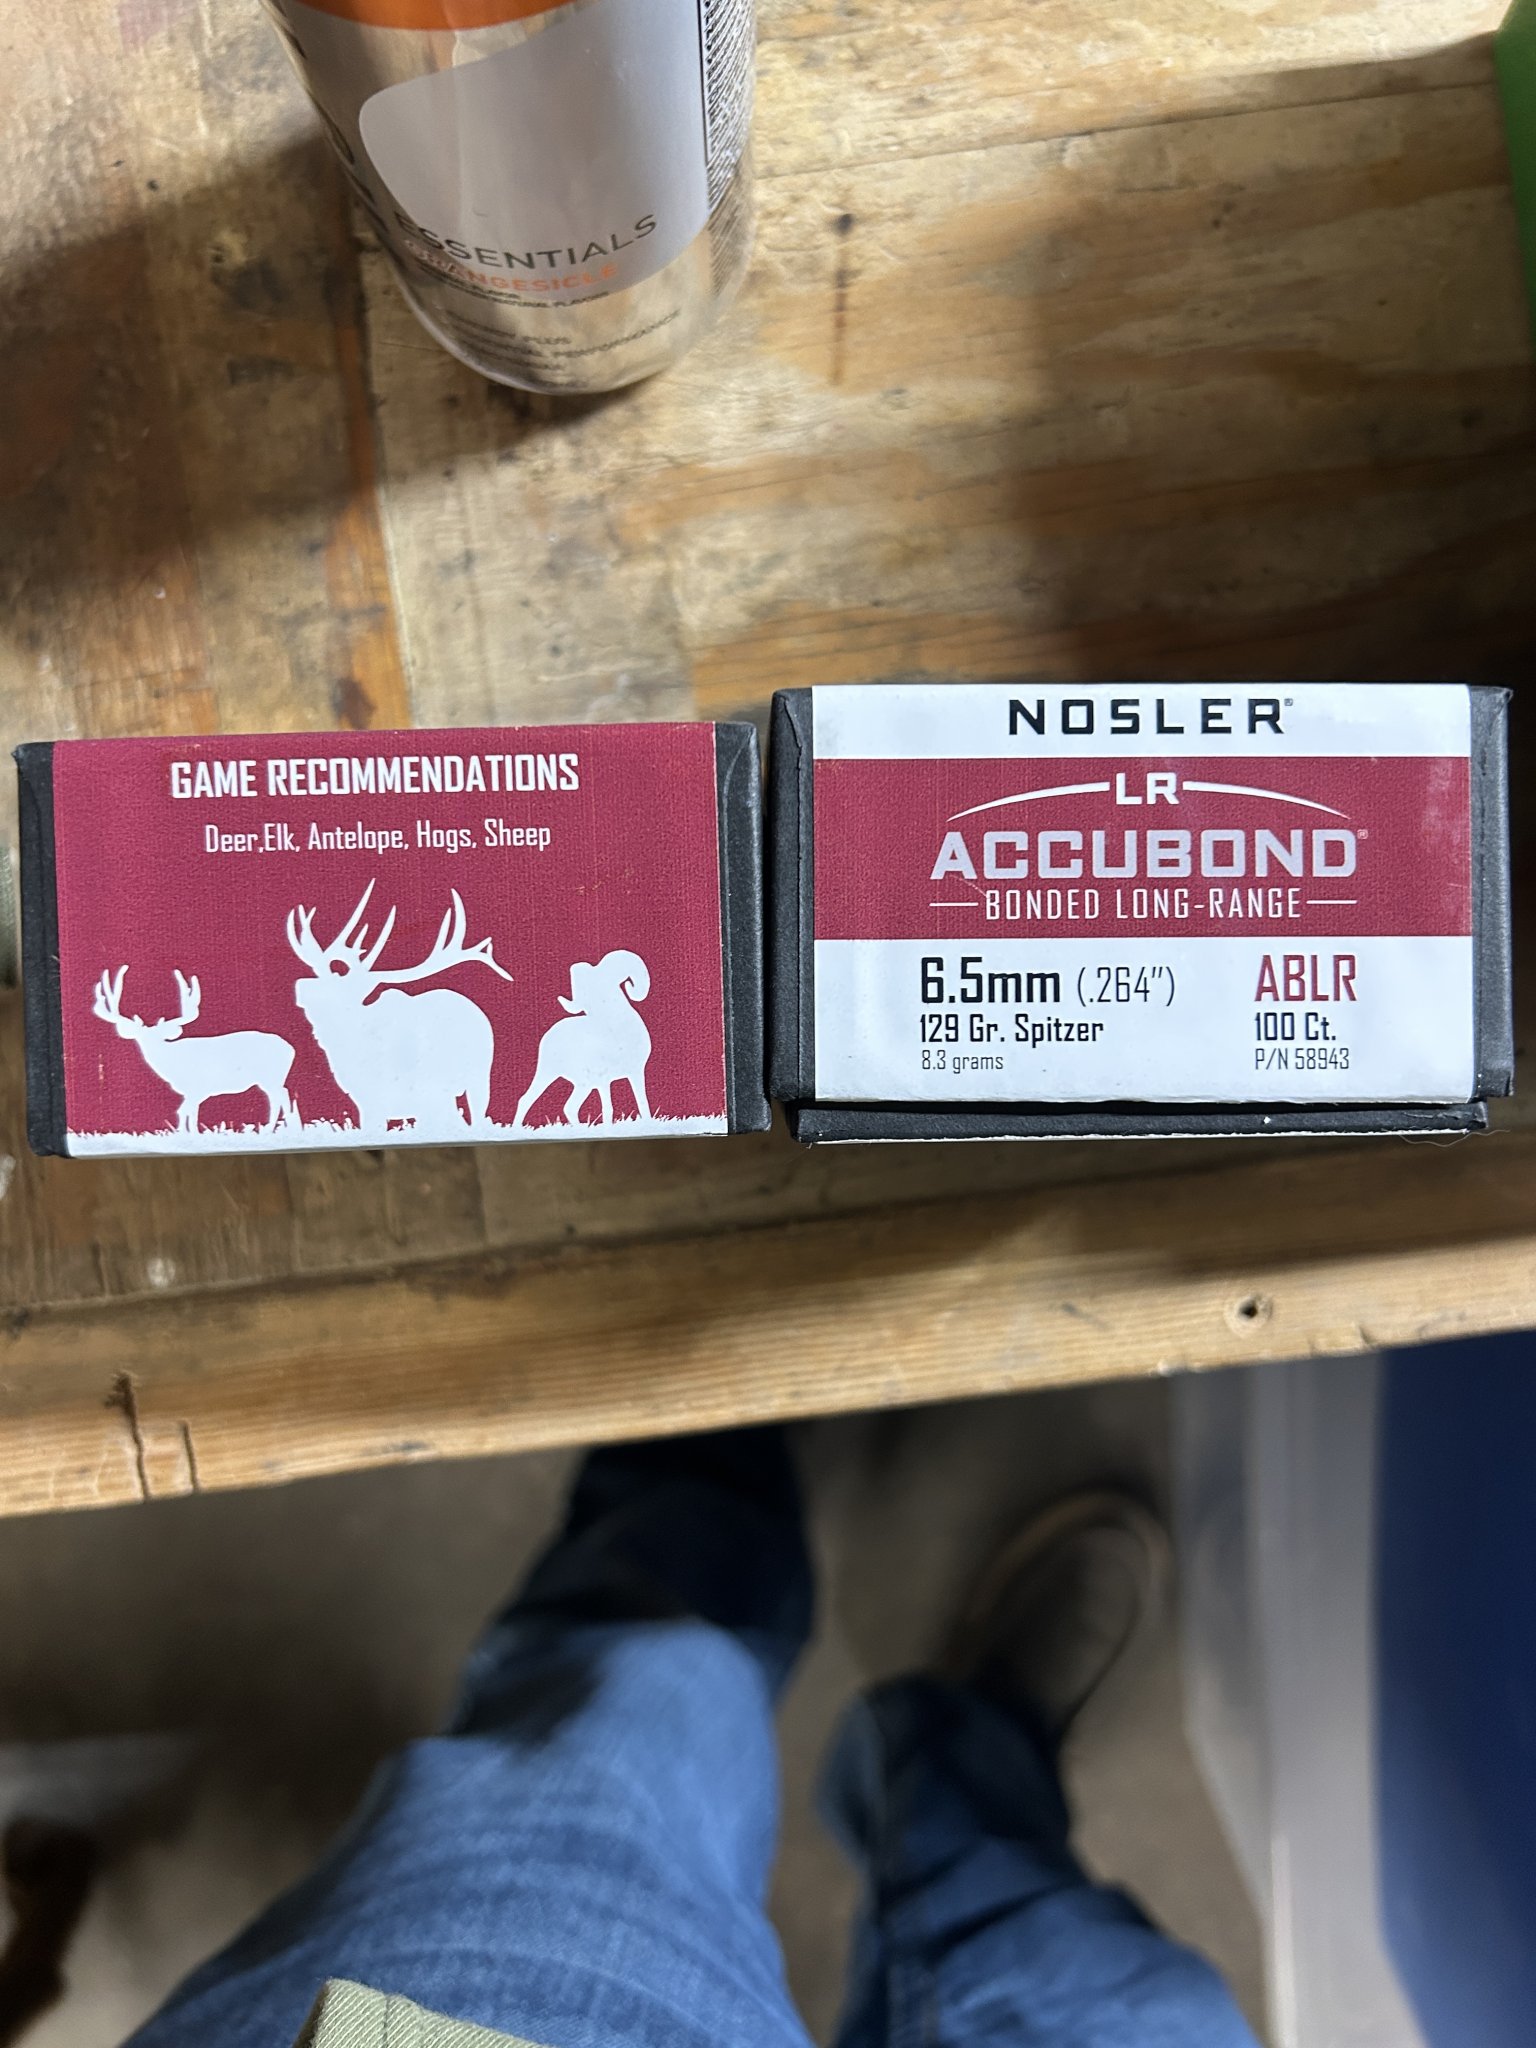 ESSENTIALS
ORANGESICLE
GAME RECOMMENDATIONS
Deer,Elk, Antelope, Hogs, Sheep
NOSLER®
LR
ACCUBOND®
BONDED LONG-RANGE
6.5mm (.264") ABLR
129 Gr. Spitzer 100 Ct.
8.3 grams P/N 58943